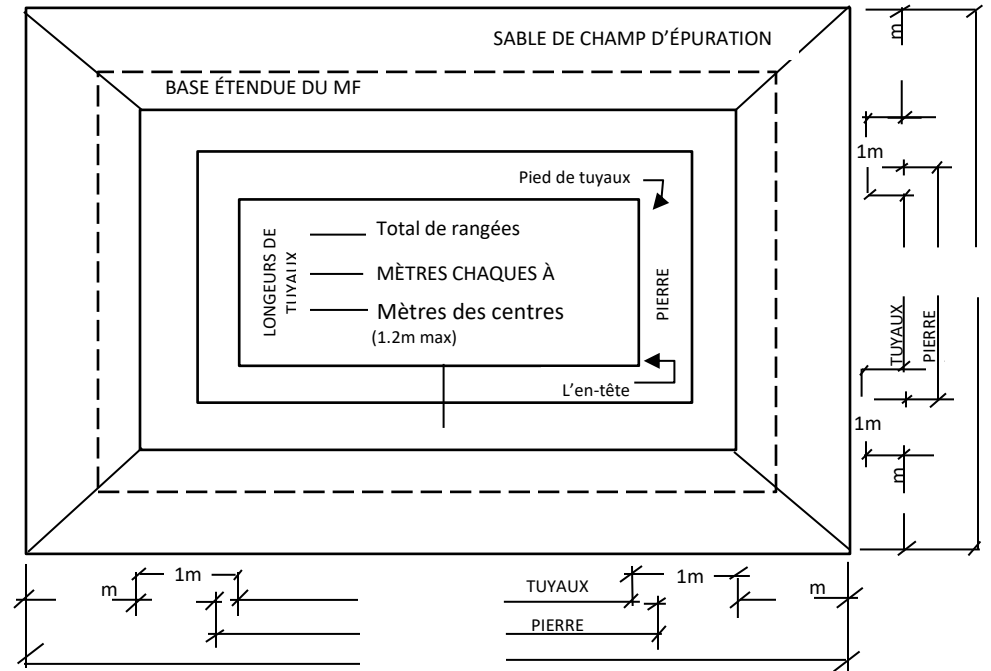 SABLE DE CHAMP D’ÉPURATION
m
BASE ÉTENDUE DU MF
1m
Pied de tuyaux
LONGEURS DE
TUYAUX
Total de rangées
MÈTRES CHAQUES À
Mètres des centres
(1.2m max)
PIERRE
TUYAUX
PIERRE
L’en-tête
1m
m
m
1m
TUYAUX
1m
m
PIERRE